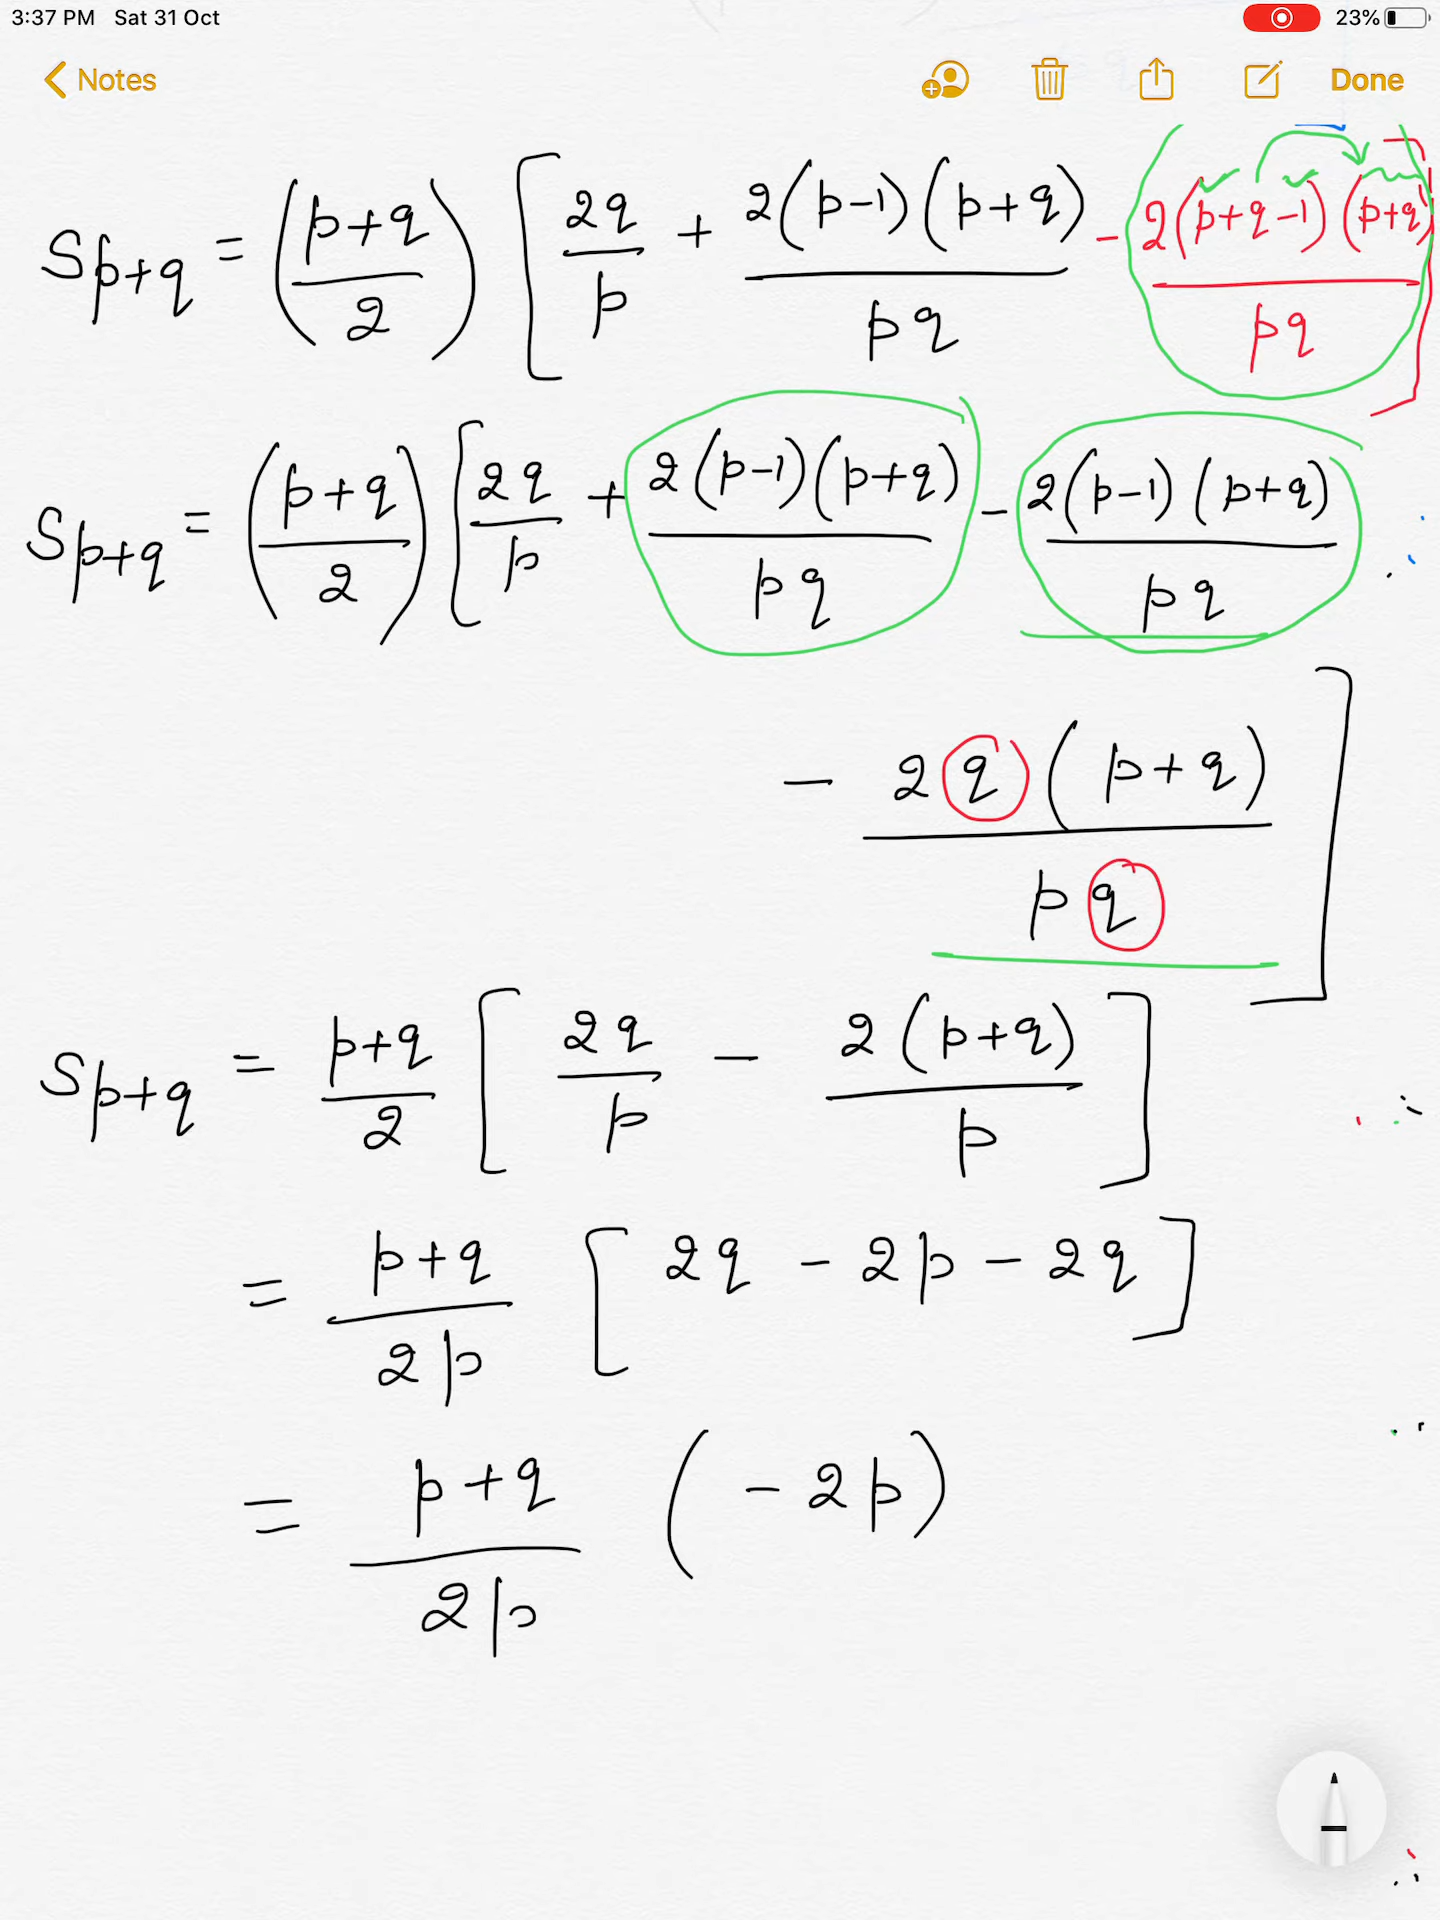 3:37 PM Sat 31 Oct 23%
Notes Done
Sp+q = ((p+q)/2) [ 2q/p + 2(p-1)(p+q)/pq - 2(p+q-1)(p+q)/pq ]
Sp+q = ((p+q)/2) [ 2q/p + 2(p-1)(p+q)/pq - 2(p-1)(p+q)/pq
- 2q(p+q)/pq ]
Sp+q = (p+q)/2 [ 2q/p - 2(p+q)/p ]
= (p+q)/2p [ 2q - 2p - 2q ]
= (p+q)/2p (-2p)